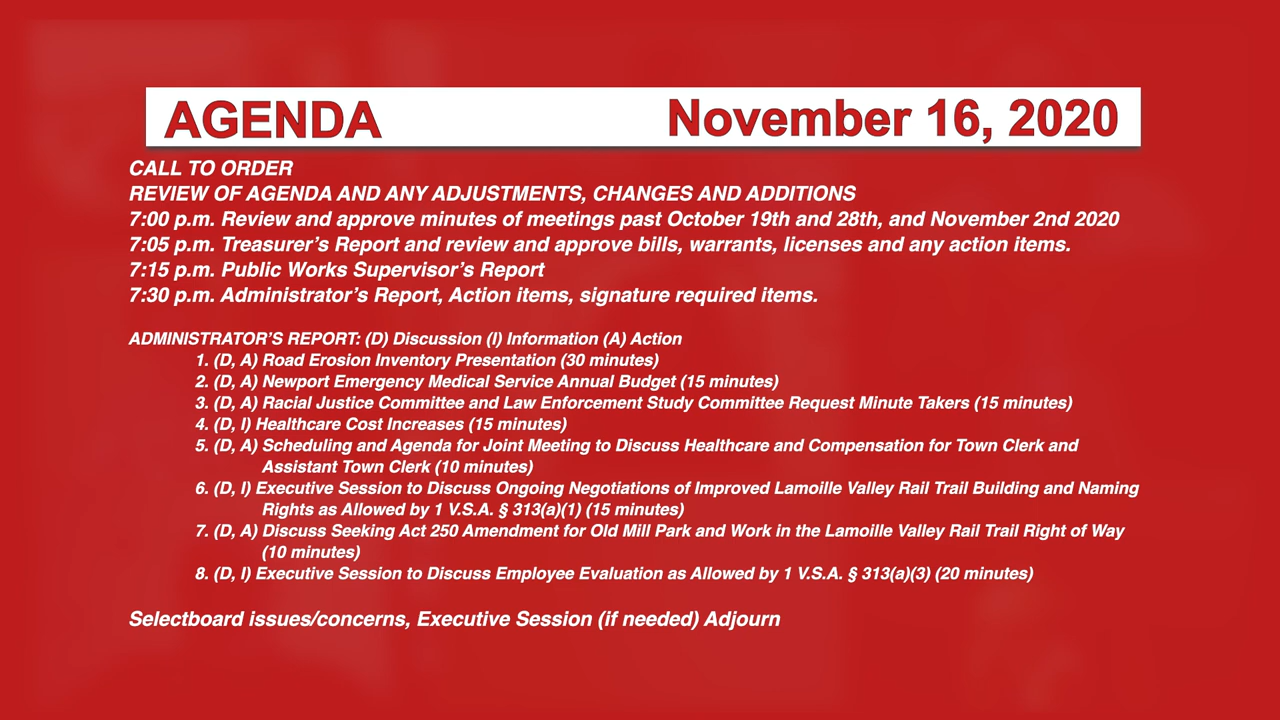 AGENDA November 16, 2020
CALL TO ORDER
REVIEW OF AGENDA AND ANY ADJUSTMENTS, CHANGES AND ADDITIONS
7:00 p.m. Review and approve minutes of meetings past October 19th and 28th, and November 2nd 2020
7:05 p.m. Treasurer's Report and review and approve bills, warrants, licenses and any action items.
7:15 p.m. Public Works Supervisor's Report
7:30 p.m. Administrator's Report, Action items, signature required items.
ADMINISTRATOR'S REPORT: (D) Discussion (I) Information (A) Action
1. (D, A) Road Erosion Inventory Presentation (30 minutes)
2. (D, A) Newport Emergency Medical Service Annual Budget (15 minutes)
3. (D, A) Racial Justice Committee and Law Enforcement Study Committee Request Minute Takers (15 minutes)
4. (D, I) Healthcare Cost Increases (15 minutes)
5. (D, A) Scheduling and Agenda for Joint Meeting to Discuss Healthcare and Compensation for Town Clerk and
Assistant Town Clerk (10 minutes)
6. (D, I) Executive Session to Discuss Ongoing Negotiations of Improved Lamoille Valley Rail Trail Building and Naming
Rights as Allowed by 1 V.S.A. § 313(a)(1) (15 minutes)
7. (D, A) Discuss Seeking Act 250 Amendment for Old Mill Park and Work in the Lamoille Valley Rail Trail Right of Way
(10 minutes)
8. (D, I) Executive Session to Discuss Employee Evaluation as Allowed by 1 V.S.A. § 313(a)(3) (20 minutes)
Selectboard issues/concerns, Executive Session (if needed) Adjourn